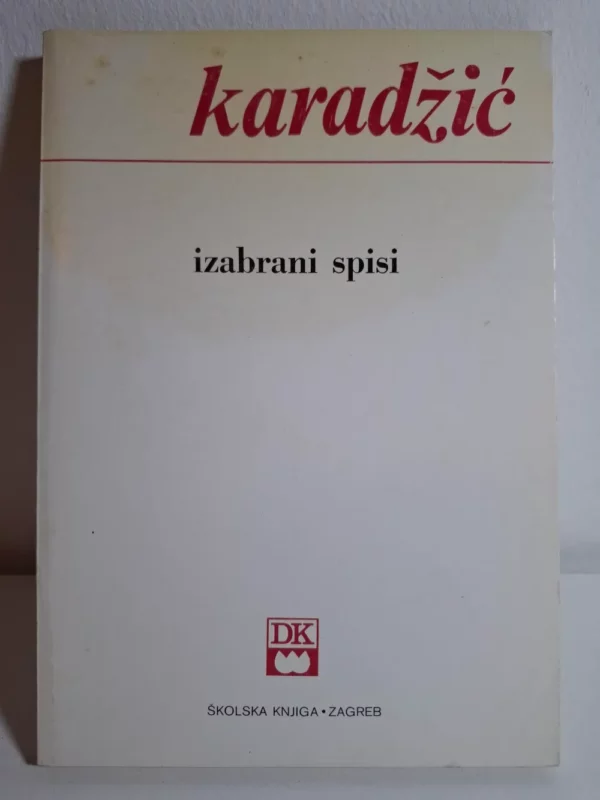 karadžić
izabrani spisi
DK
ŠKOLSKA KNJIGA • ZAGREB